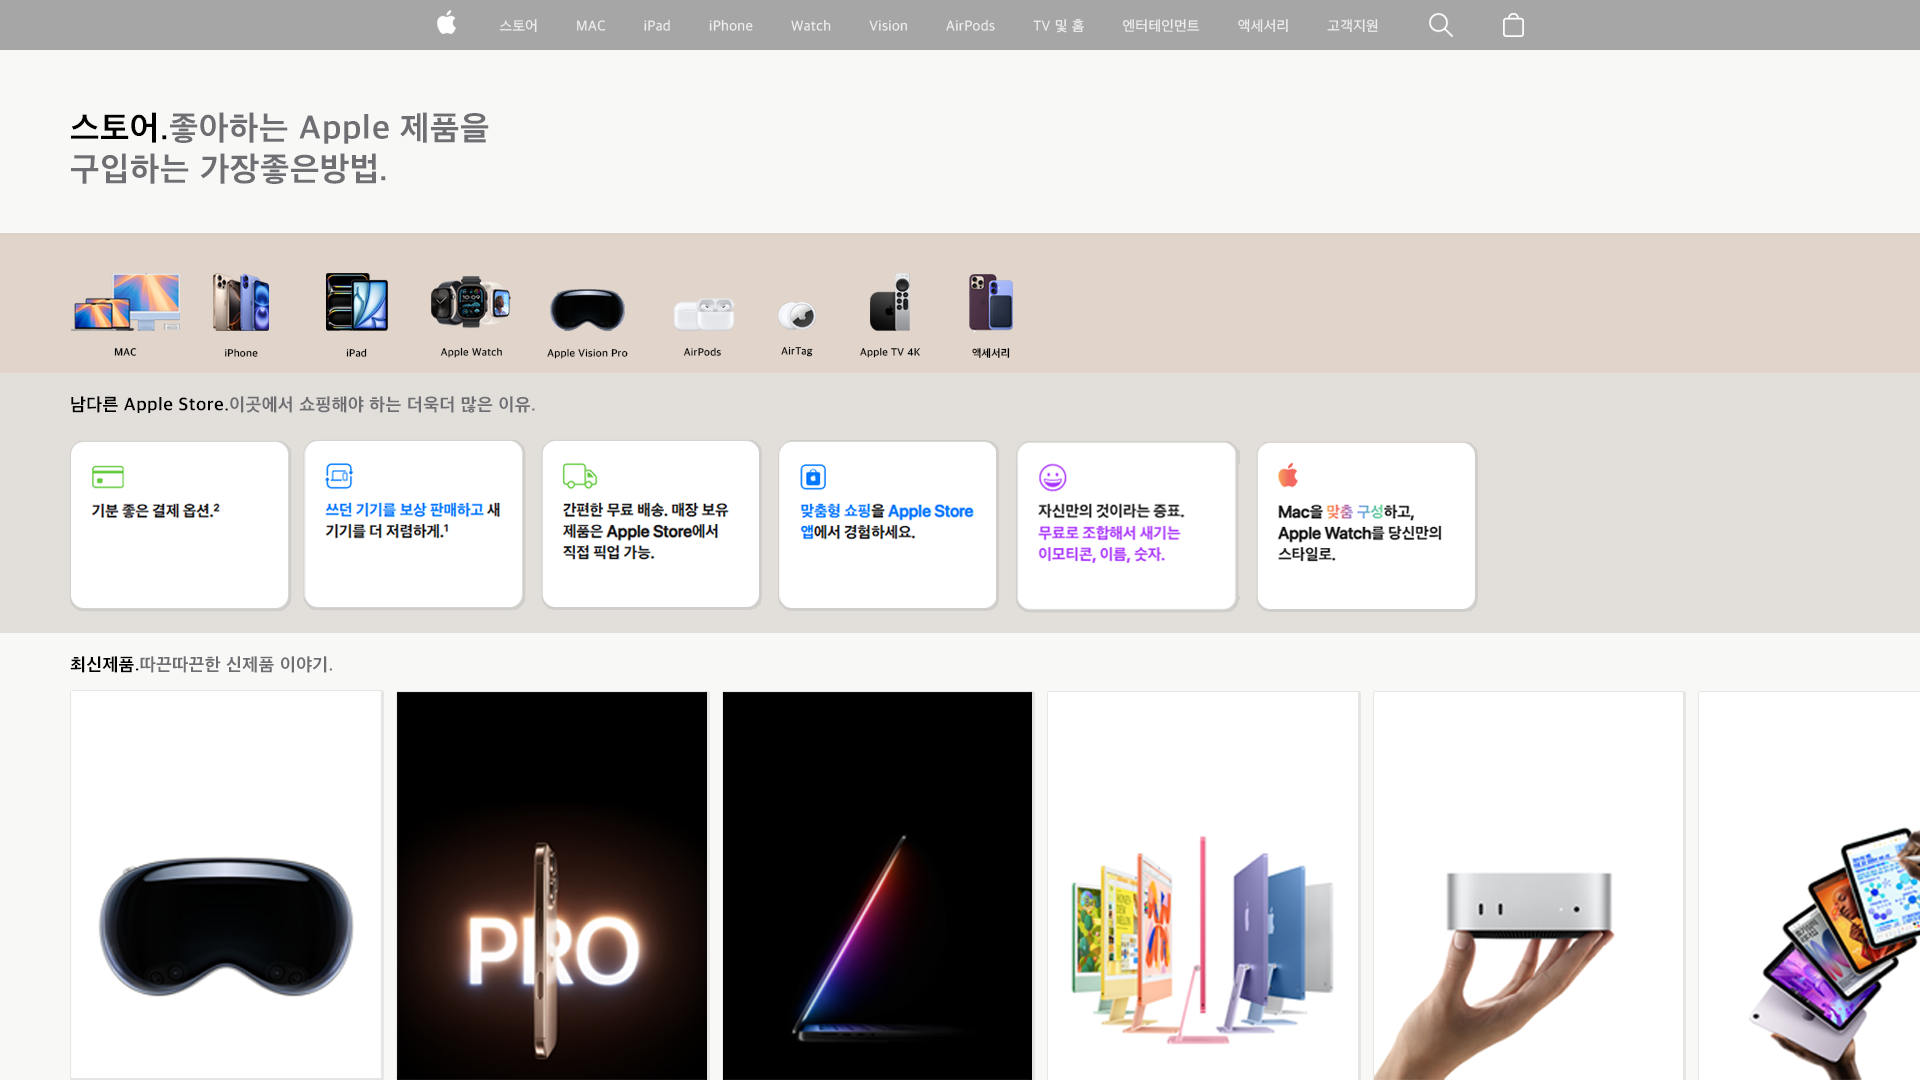 스토어 MAC iPad iPhone Watch Vision AirPods TV 및 홈 엔터테인먼트 액세서리 고객지원
스토어.좋아하는 Apple 제품을
구입하는 가장좋은방법.
MAC iPhone iPad Apple Watch Apple Vision Pro AirPods AirTag Apple TV 4K 액세서리
남다른 Apple Store.이곳에서 쇼핑해야 하는 더욱더 많은 이유.
기분 좋은 결제 옵션.²
쓰던 기기를 보상 판매하고 새
기기를 더 저렴하게.¹
간편한 무료 배송. 매장 보유
제품은 Apple Store에서
직접 픽업 가능.
맞춤형 쇼핑을 Apple Store
앱에서 경험하세요.
자신만의 것이라는 증표.
무료로 조합해서 새기는
이모티콘, 이름, 숫자.
Mac을 맞춤 구성하고,
Apple Watch를 당신만의
스타일로.
최신제품.따끈따끈한 신제품 이야기.
PRO